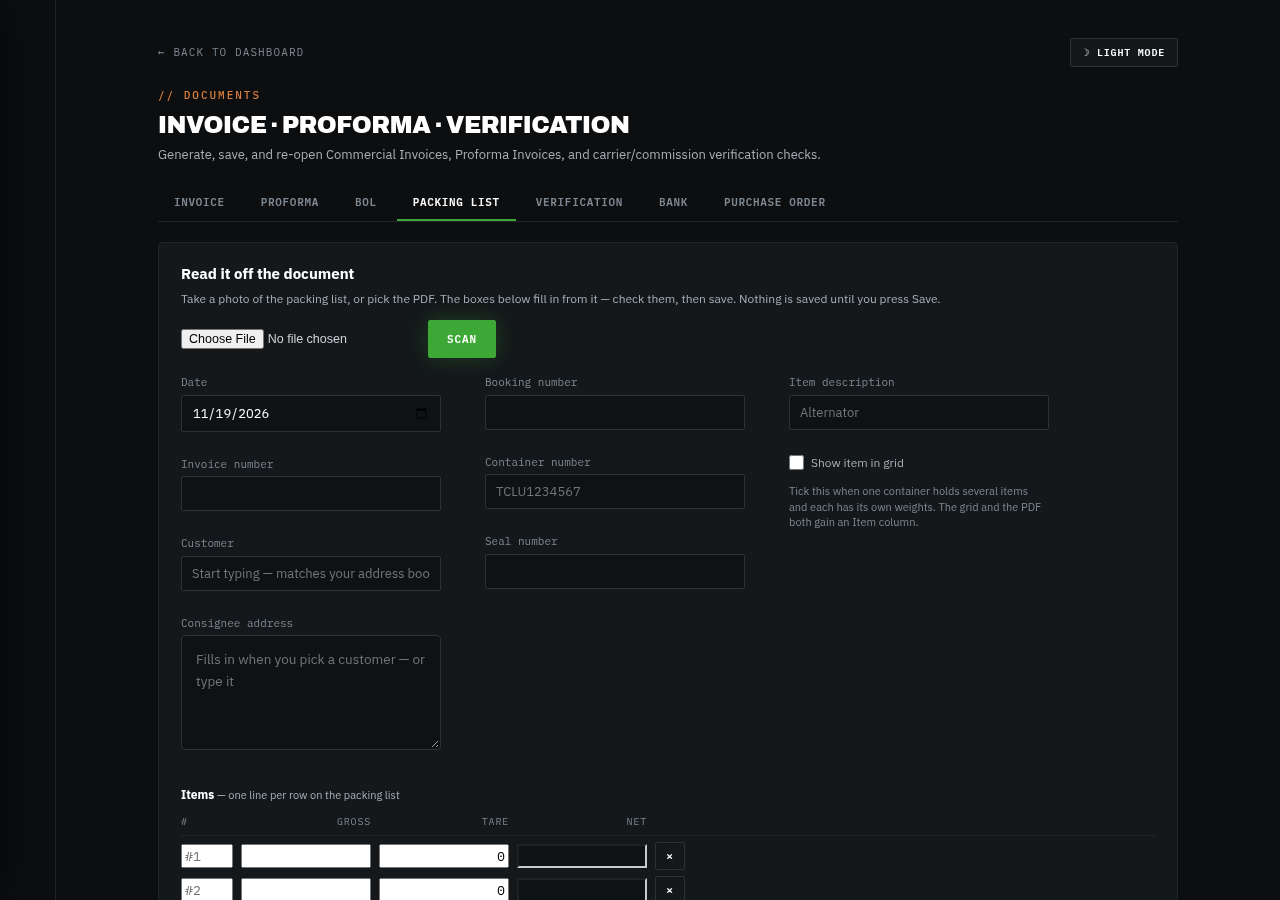 ← BACK TO DASHBOARD
☽ LIGHT MODE
// DOCUMENTS
INVOICE · PROFORMA · VERIFICATION
Generate, save, and re-open Commercial Invoices, Proforma Invoices, and carrier/commission verification checks.
INVOICE PROFORMA BOL PACKING LIST VERIFICATION BANK PURCHASE ORDER
Read it off the document
Take a photo of the packing list, or pick the PDF. The boxes below fill in from it — check them, then save. Nothing is saved until you press Save.
Choose File No file chosen SCAN
Date
11/19/2026
Invoice number
Customer
Start typing — matches your address boo
Consignee address
Fills in when you pick a customer — or
type it
Booking number
Container number
TCLU1234567
Seal number
Item description
Alternator
Show item in grid
Tick this when one container holds several items
and each has its own weights. The grid and the PDF
both gain an Item column.
Items — one line per row on the packing list
# GROSS TARE NET
#1 0 ×
#2 0 ×